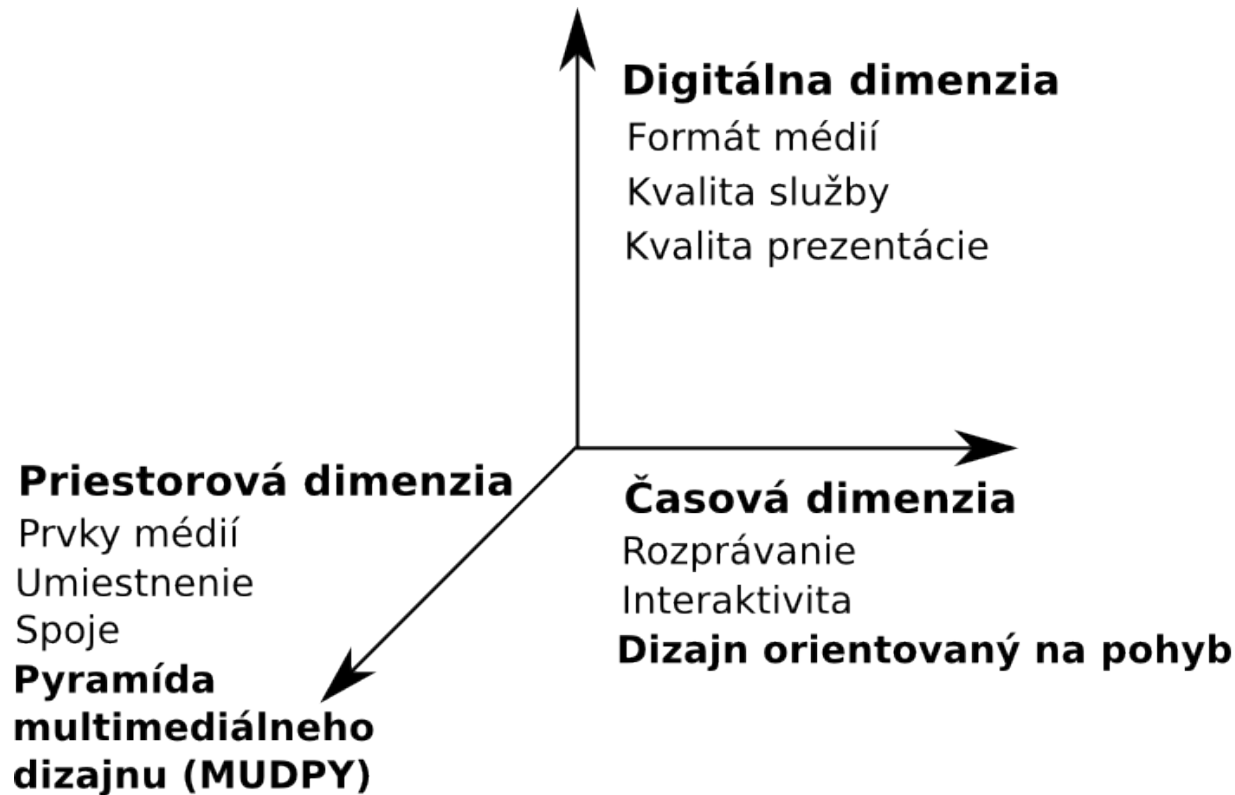 Digitálna dimenzia
Formát médií
Kvalita služby
Kvalita prezentácie
Priestorová dimenzia
Prvky médií
Umiestnenie
Spoje
Pyramída
multimediálneho
dizajnu (MUDPY)
Časová dimenzia
Rozprávanie
Interaktivita
Dizajn orientovaný na pohyb